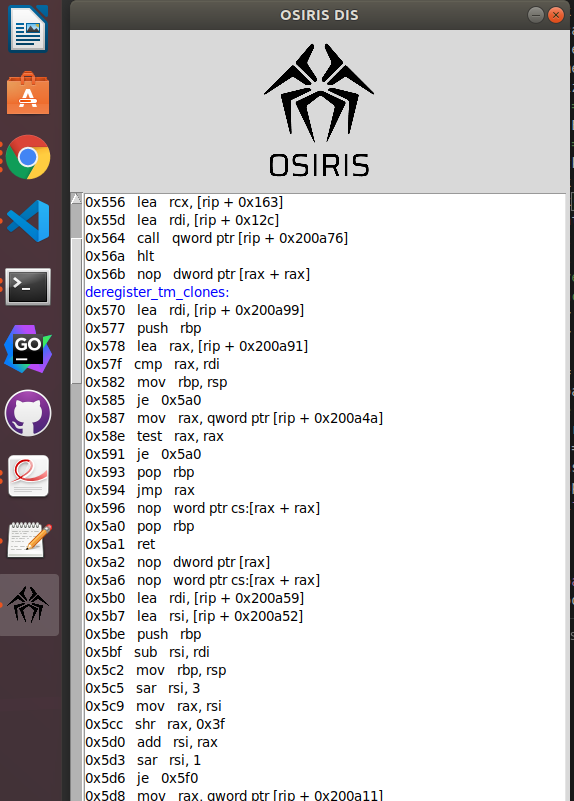 OSIRIS DIS
OSIRIS
0x556 lea rcx, [rip + 0x163]
0x55d lea rdi, [rip + 0x12c]
0x564 call qword ptr [rip + 0x200a76]
0x56a hlt
0x56b nop dword ptr [rax + rax]
deregister_tm_clones:
0x570 lea rdi, [rip + 0x200a99]
0x577 push rbp
0x578 lea rax, [rip + 0x200a91]
0x57f cmp rax, rdi
0x582 mov rbp, rsp
0x585 je 0x5a0
0x587 mov rax, qword ptr [rip + 0x200a4a]
0x58e test rax, rax
0x591 je 0x5a0
0x593 pop rbp
0x594 jmp rax
0x596 nop word ptr cs:[rax + rax]
0x5a0 pop rbp
0x5a1 ret
0x5a2 nop dword ptr [rax]
0x5a6 nop word ptr cs:[rax + rax]
0x5b0 lea rdi, [rip + 0x200a59]
0x5b7 lea rsi, [rip + 0x200a52]
0x5be push rbp
0x5bf sub rsi, rdi
0x5c2 mov rbp, rsp
0x5c5 sar rsi, 3
0x5c9 mov rax, rsi
0x5cc shr rax, 0x3f
0x5d0 add rsi, rax
0x5d3 sar rsi, 1
0x5d6 je 0x5f0
0x5d8 mov rax, qword ptr [rip + 0x200a11]
A
GO